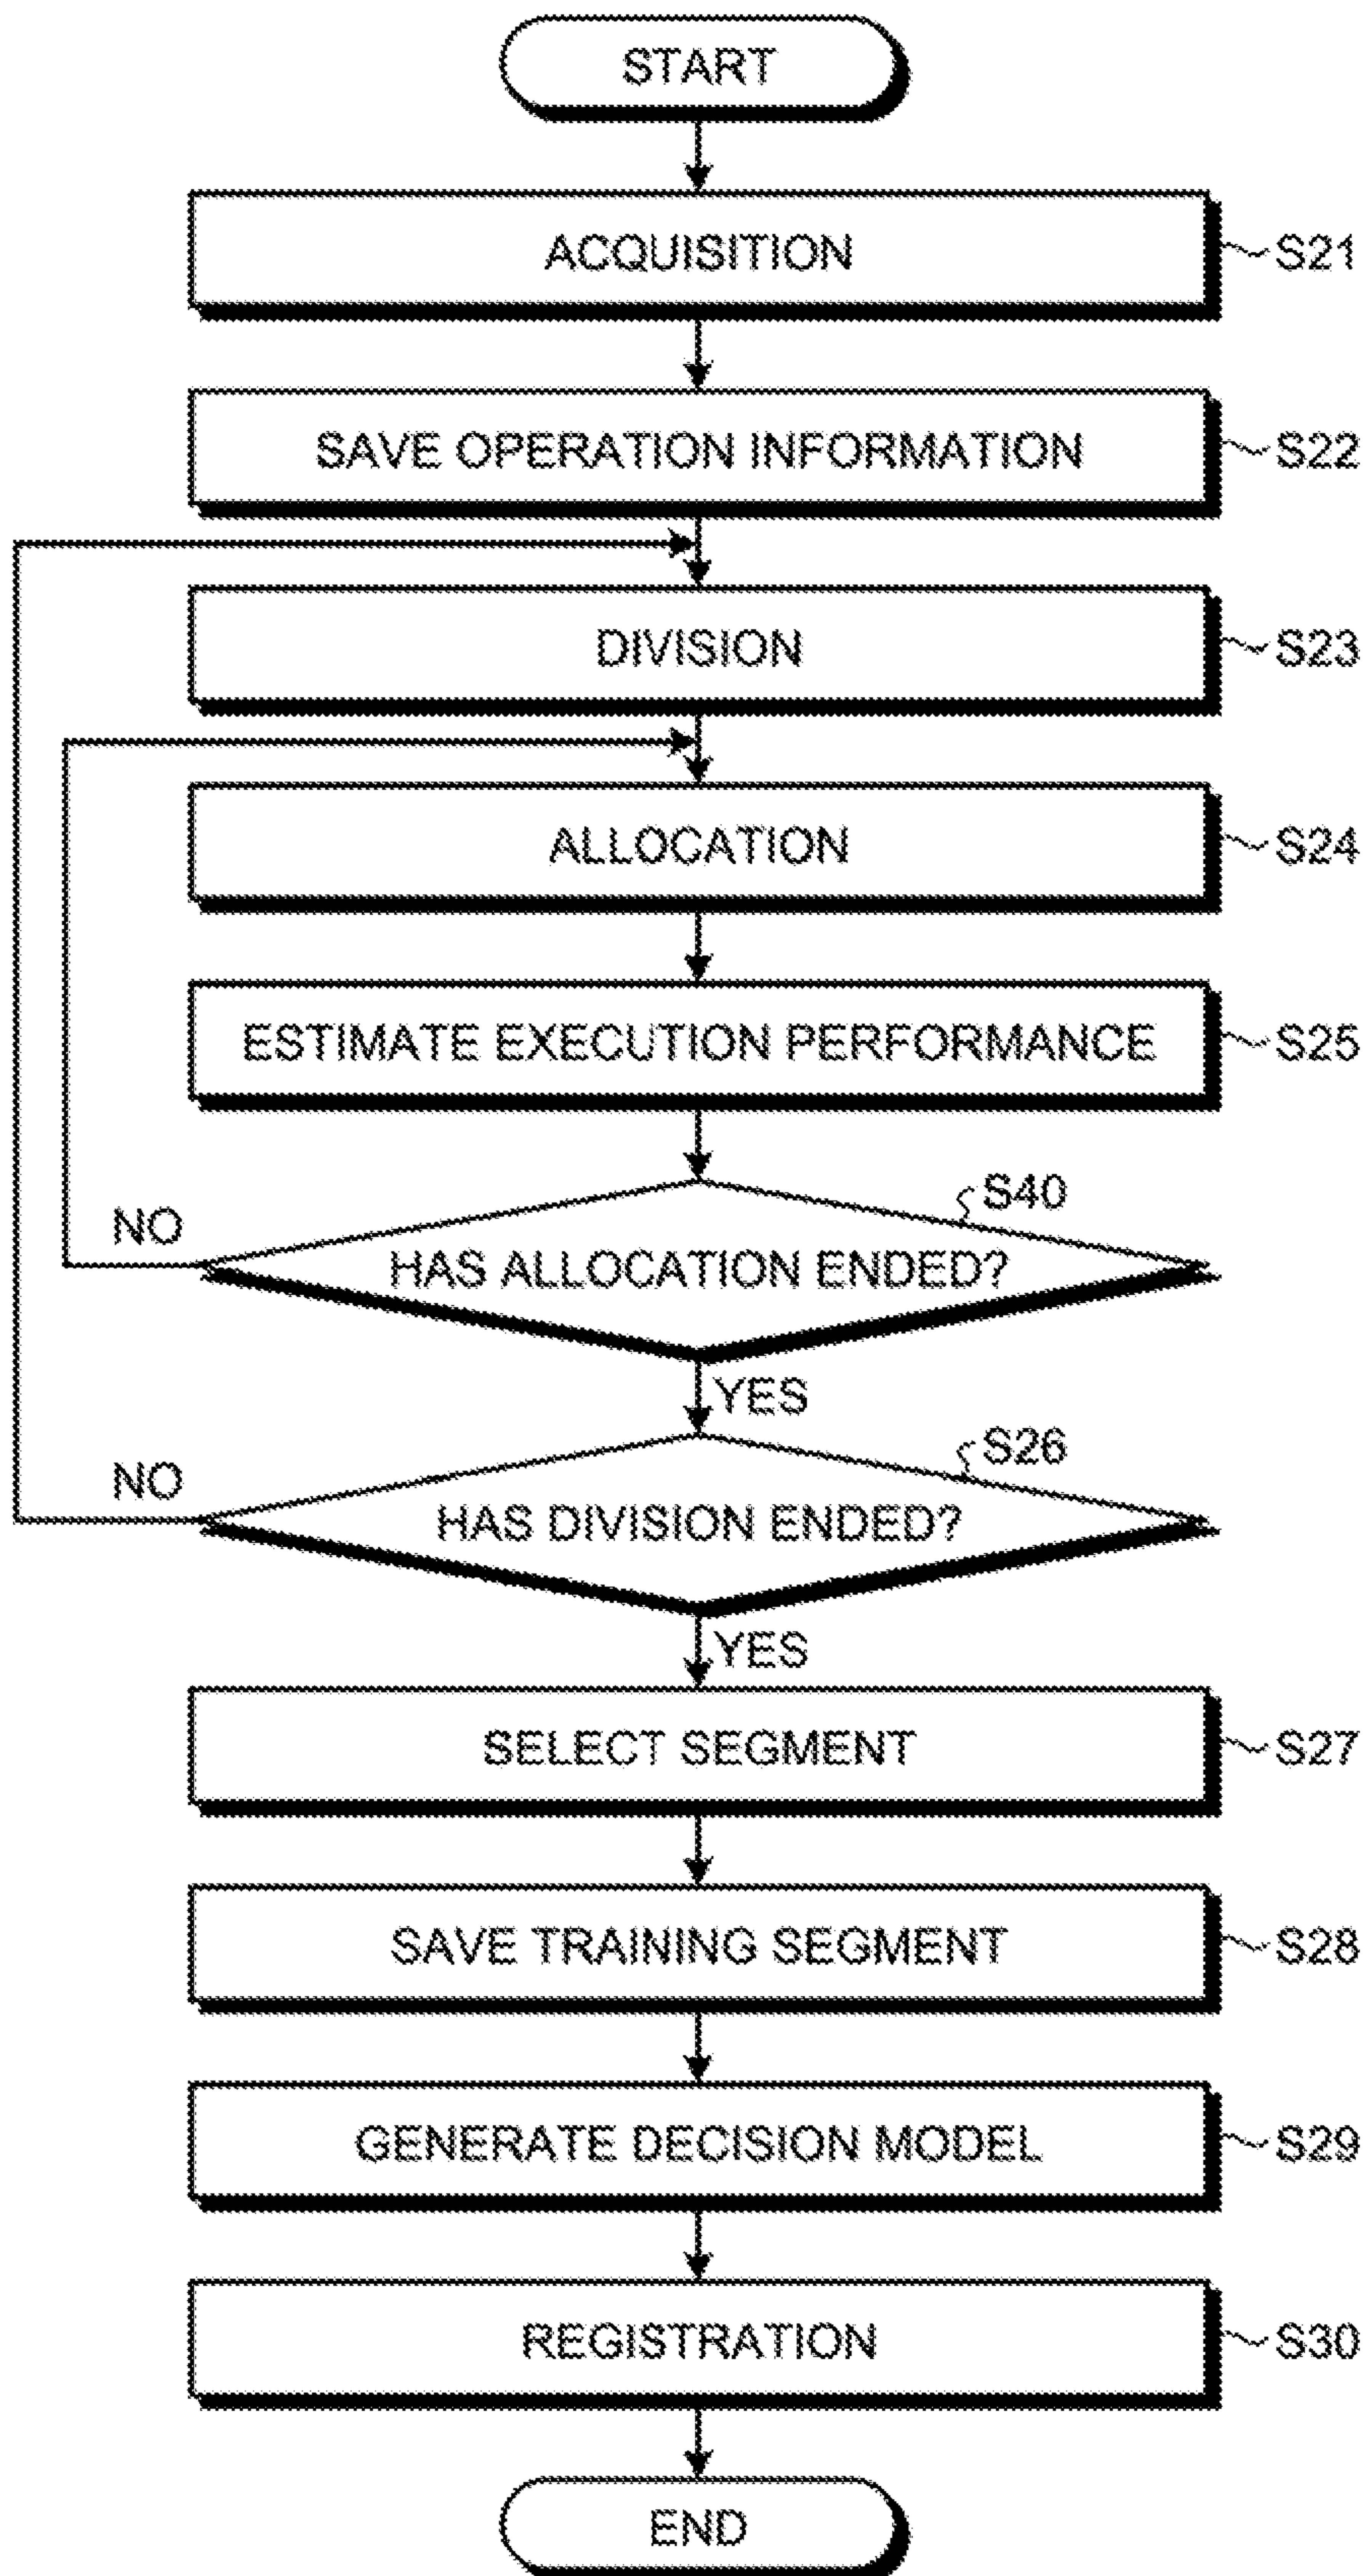 START
ACQUISITION
S21
SAVE OPERATION INFORMATION
S22
DIVISION
S23
ALLOCATION
S24
ESTIMATE EXECUTION PERFORMANCE
S25
S40
NO
HAS ALLOCATION ENDED?
YES
S26
NO
HAS DIVISION ENDED?
YES
SELECT SEGMENT
S27
SAVE TRAINING SEGMENT
S28
GENERATE DECISION MODEL
S29
REGISTRATION
S30
END